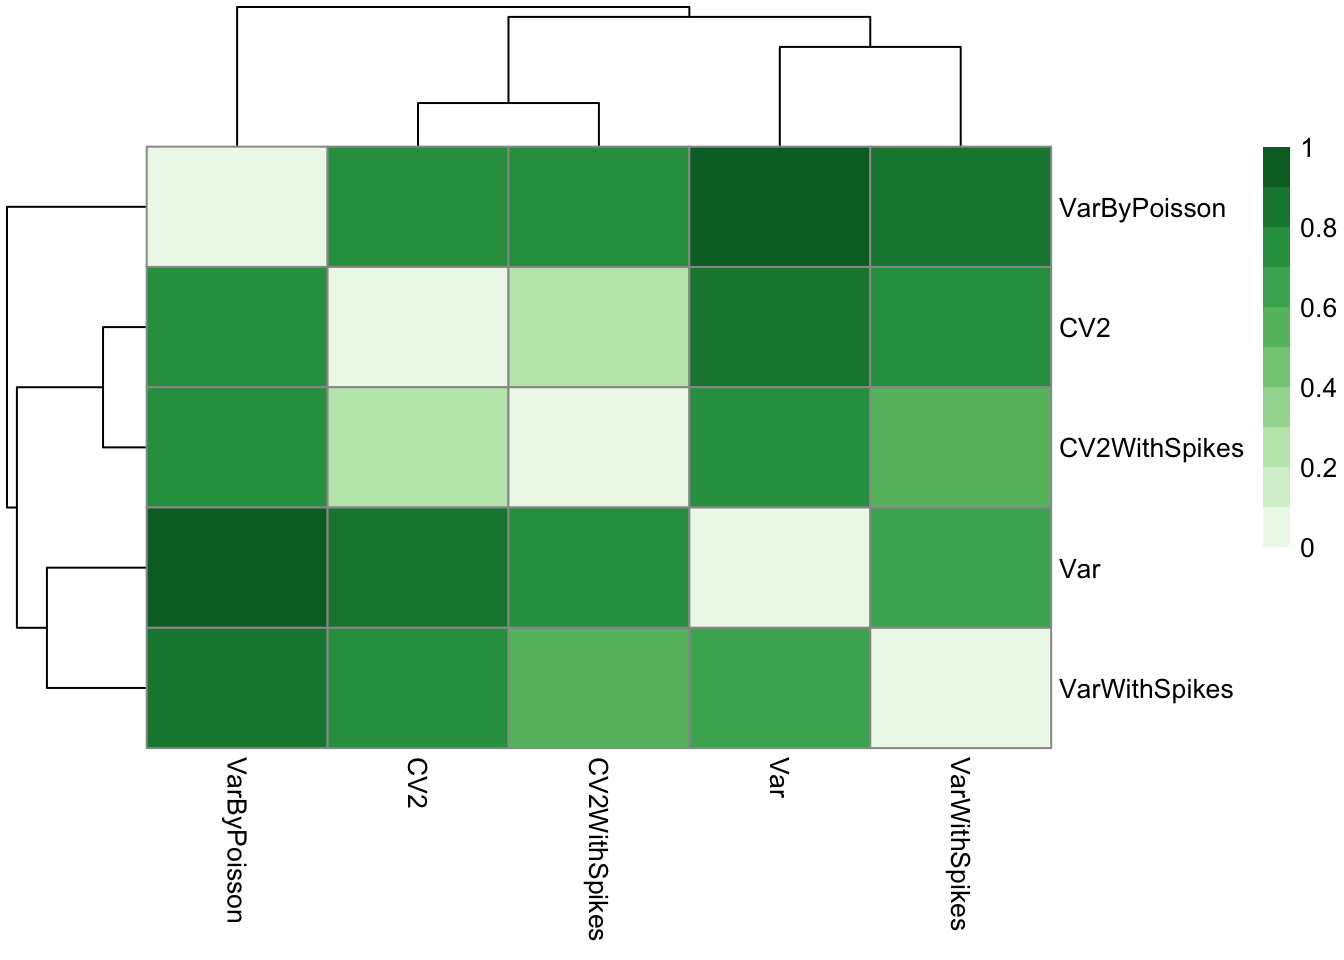 1
VarByPoisson
0.8
0.6
CV2
0.4
CV2WithSpikes
0.2
0
Var
VarWithSpikes
VarByPoisson
CV2
CV2WithSpikes
Var
VarWithSpikes